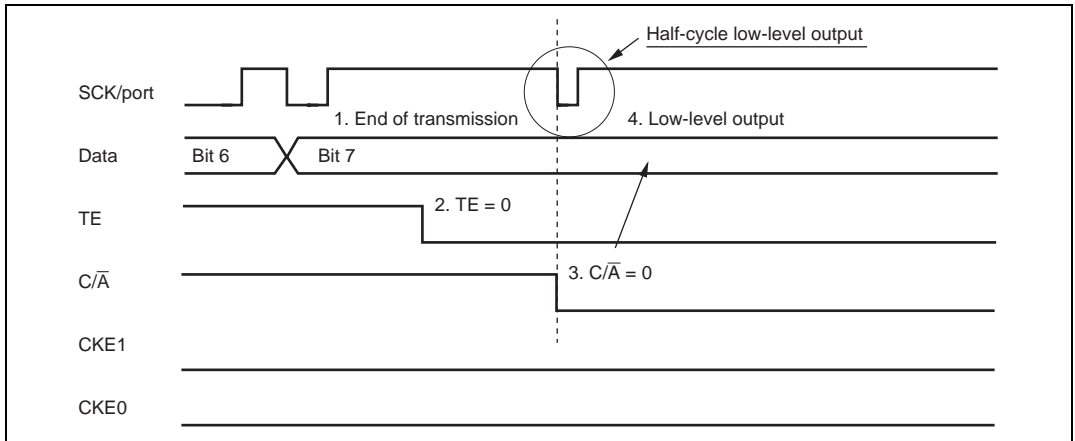 Half-cycle low-level output
SCK/port
1. End of transmission
4. Low-level output
Data
Bit 6
Bit 7
TE
2. TE = 0
C/A̅
3. C/A̅ = 0
CKE1
CKE0